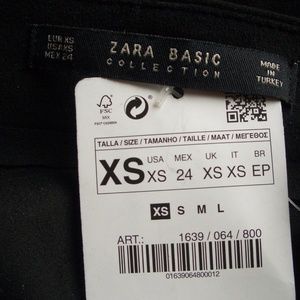 EUR XS
USA XS
MEX 24
ZARA BASIC
COLLECTION
MADE
IN
TURKEY
FSC
MIX
TALLA / SIZE / TAMANHO / TAILLE / MAAT / ΜΕΓΕΘΟΣ
XS
USA MEX UK IT BR
XS 24 XS XS EP
XS S M L
ART.: 1639 / 064 / 800
01639064800012